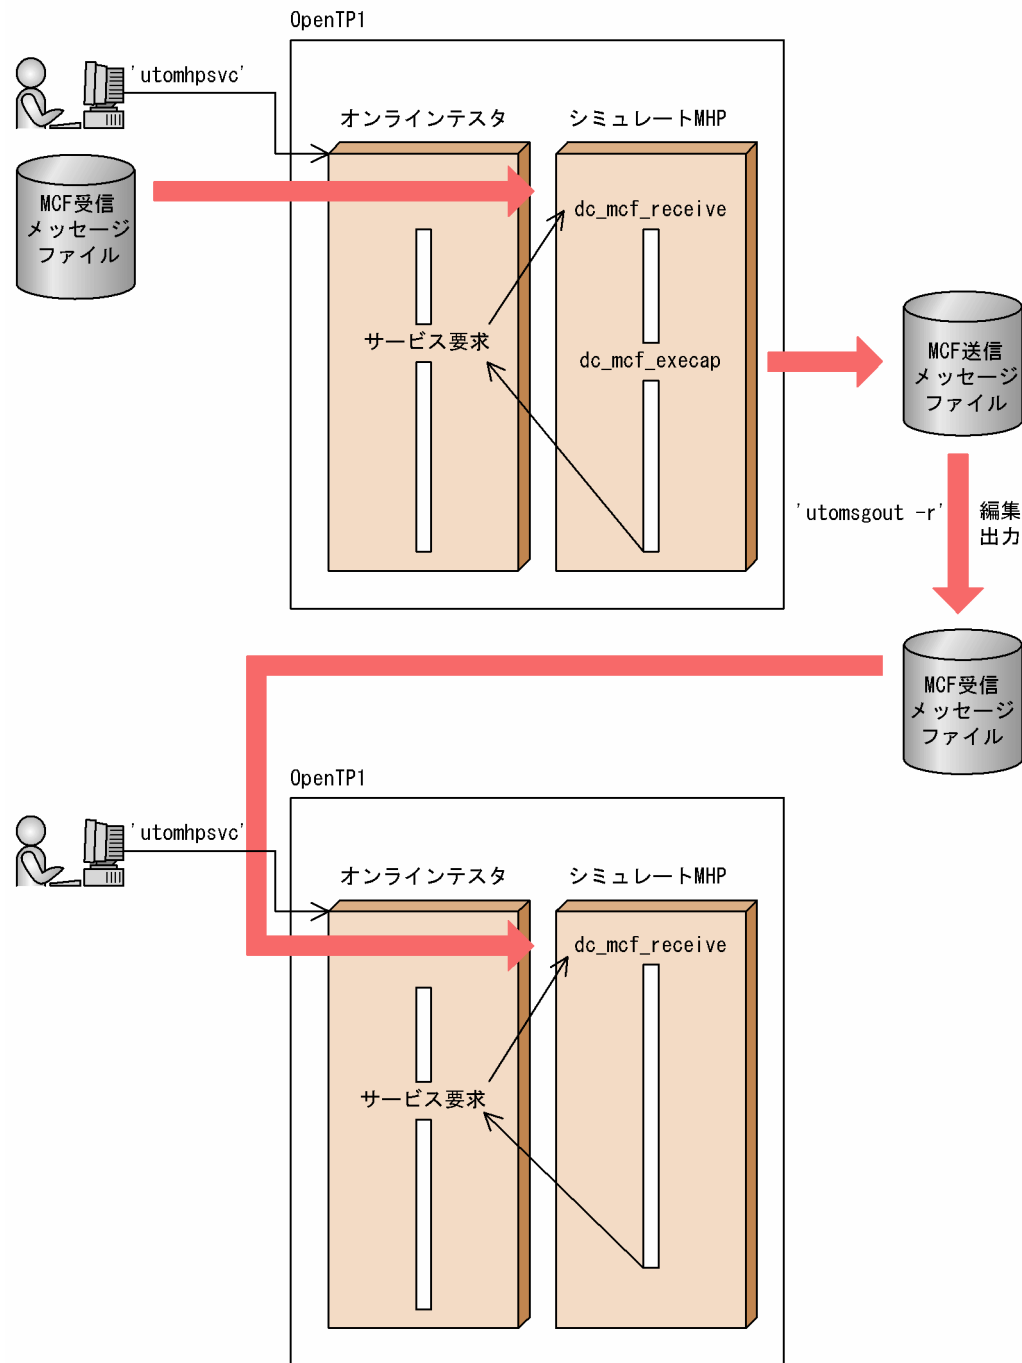 OpenTP1
'utomhpsvc'
オンラインテスタ
シミュレートMHP
MCF受信
メッセージ
ファイル
dc_mcf_receive
サービス要求
dc_mcf_execap
MCF送信
メッセージ
ファイル
'utomsgout -r'
編集
出力
MCF受信
メッセージ
ファイル
OpenTP1
'utomhpsvc'
オンラインテスタ
シミュレートMHP
dc_mcf_receive
サービス要求